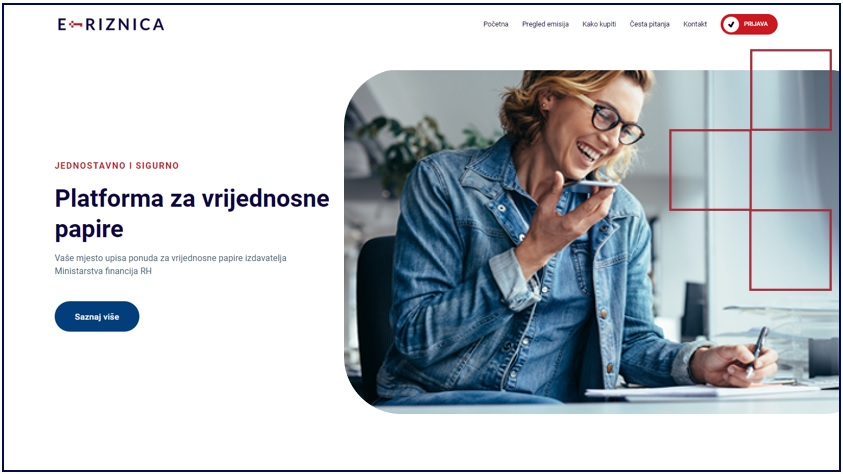 E-RIZNICA
Početna Pregled emisija Kako kupiti Česta pitanja Kontakt PRIJAVA
JEDNOSTAVNO I SIGURNO
Platforma za vrijednosne
papire
Vaše mjesto upisa ponuda za vrijednosne papire izdavatelja
Ministarstva financija RH
Saznaj više